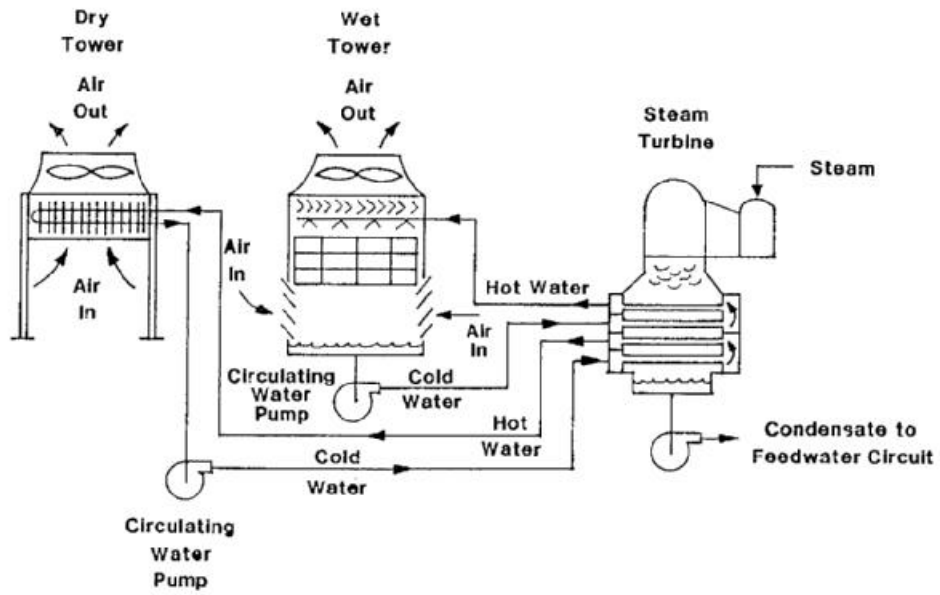 Dry
Tower
Air
Out
Air
In
Wet
Tower
Air
Out
Air
In
Air
In
Steam
Turbine
Steam
Hot Water
Circulating
Water
Pump
Cold
Water
Hot
Water
Cold
Water
Condensate to
Feedwater Circuit
Circulating
Water
Pump